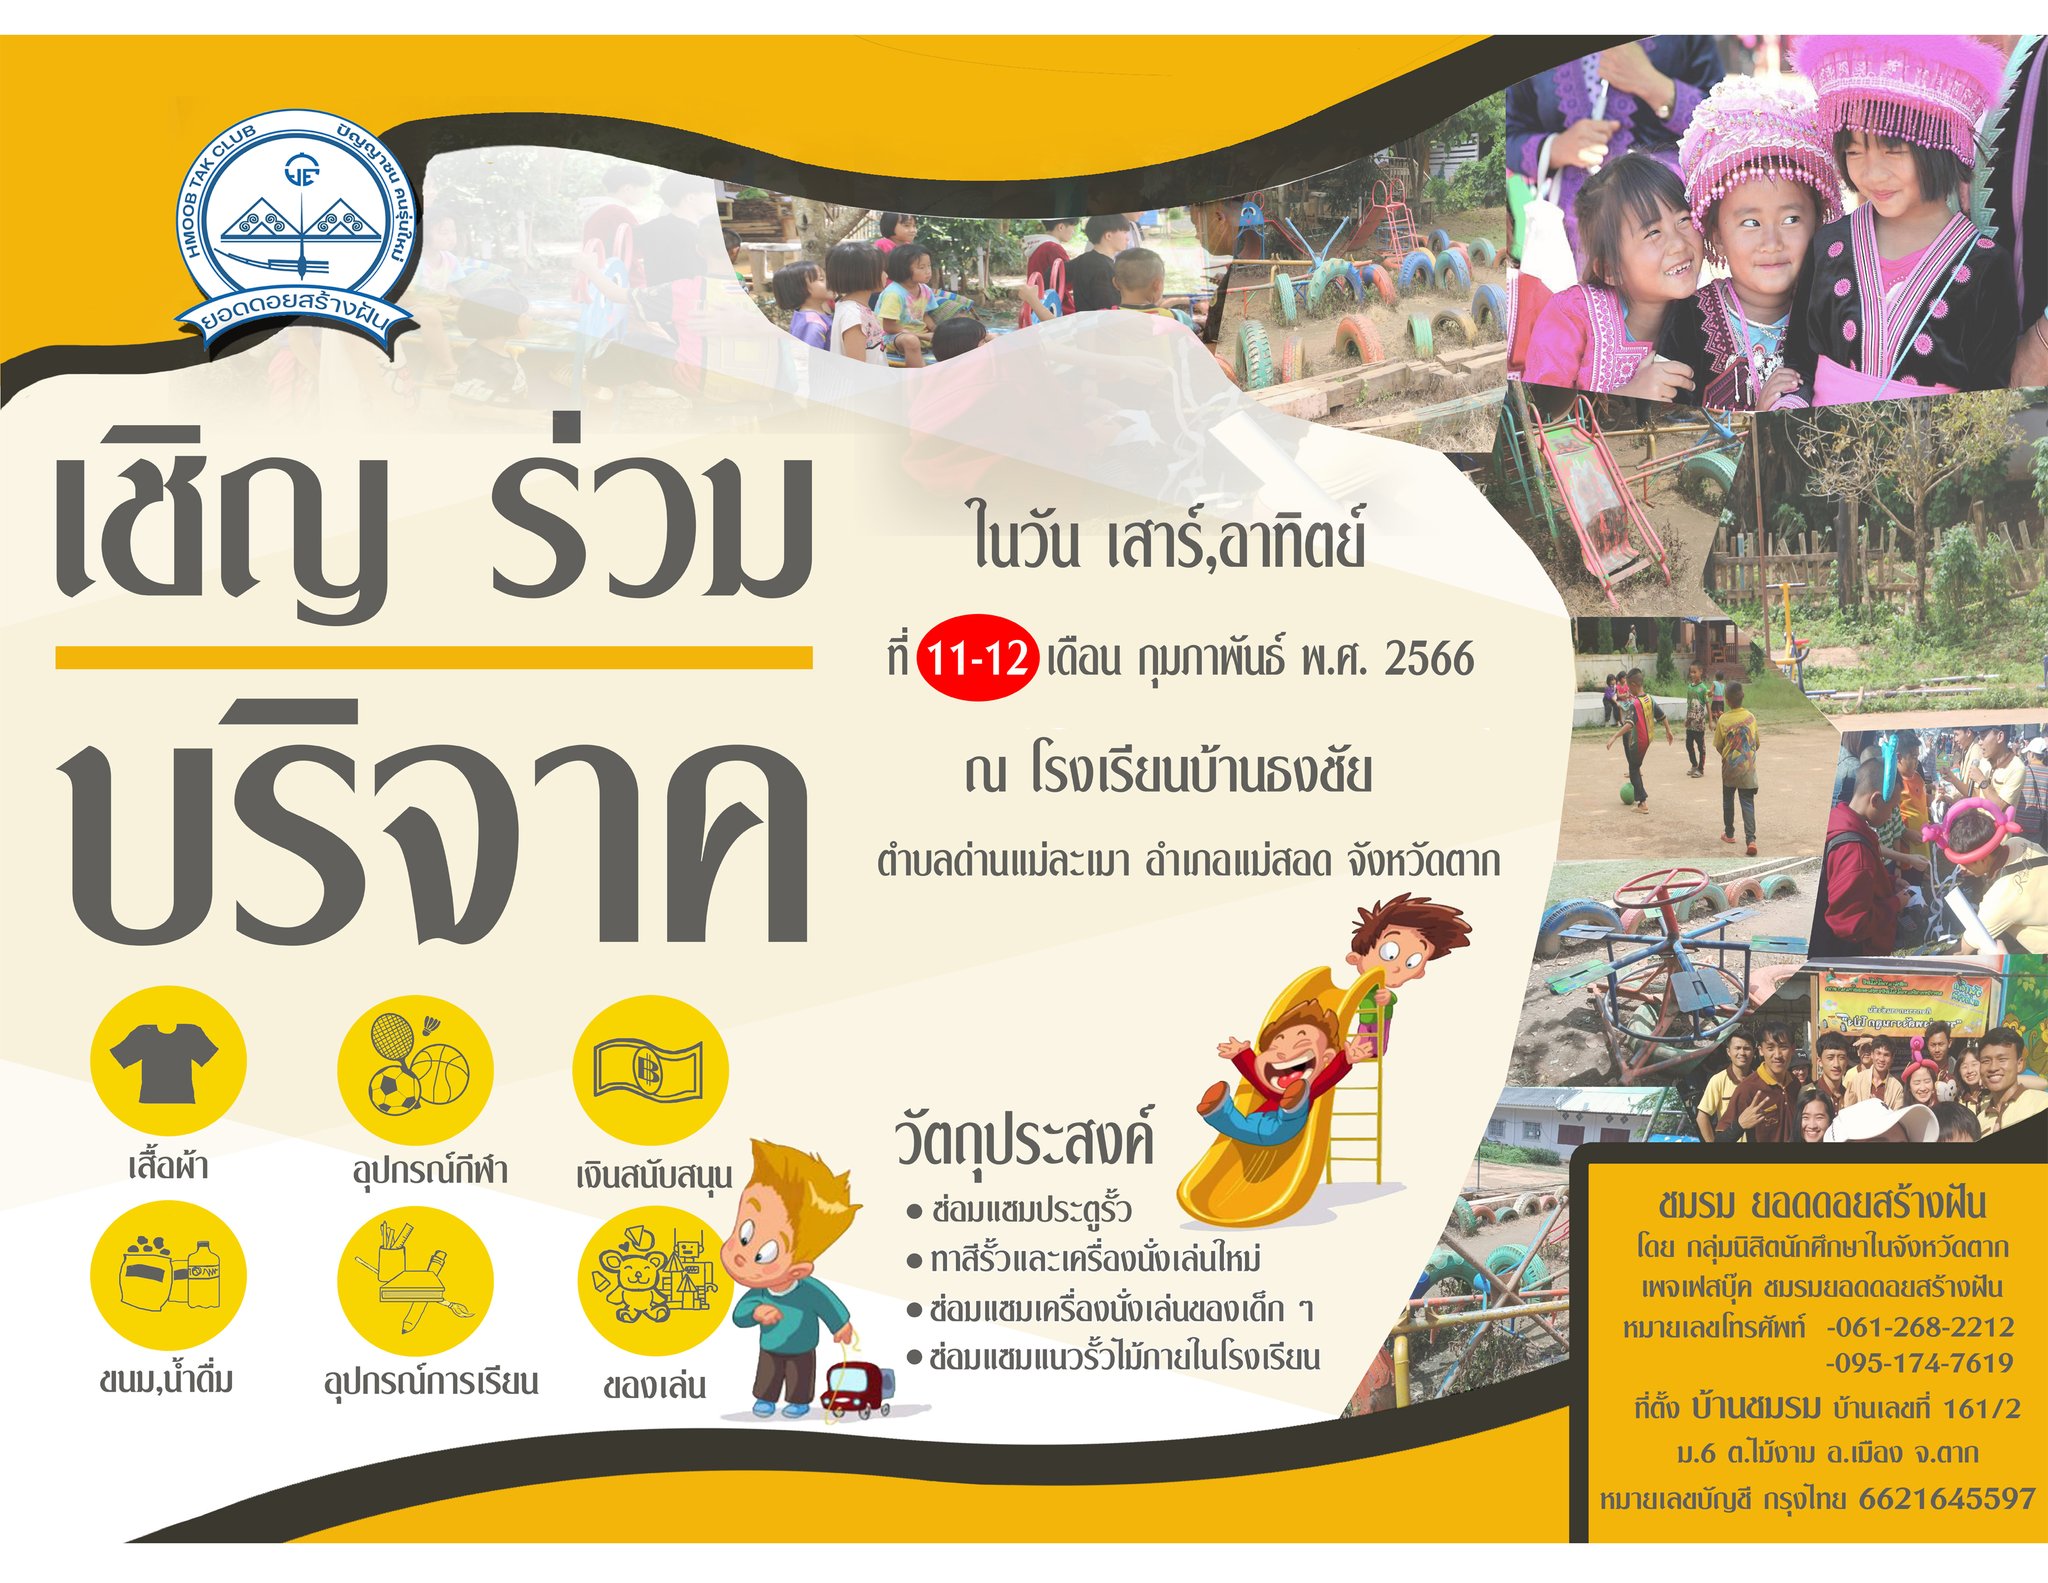 HMOOB TAK CLUB
ปัญญาชน คนรุ่นใหม่
ยอดดอยสร้างฝัน
เชิญ ร่วม
บริจาค
ในวัน เสาร์,อาทิตย์
ที่ 11-12 เดือน กุมภาพันธ์ พ.ศ. 2566
ณ โรงเรียนบ้านธงชัย
ตำบลด่านแม่ละเมา อำเภอแม่สอด จังหวัดตาก
เสื้อผ้า
อุปกรณ์กีฬา
เงินสนับสนุน
ขนม,น้ำดื่ม
อุปกรณ์การเรียน
ของเล่น
วัตถุประสงค์
• ซ่อมแซมประตูรั้ว
• ทาสีรั้วและเครื่องนั่งเล่นใหม่
• ซ่อมแซมเครื่องนั่งเล่นของเด็ก ๆ
• ซ่อมแซมแนวรั้วไม้ภายในโรงเรียน
ชมรม ยอดดอยสร้างฝัน
โดย กลุ่มนิสิตนักศึกษาในจังหวัดตาก
เพจเฟสบุ๊ค ชมรมยอดดอยสร้างฝัน
หมายเลขโทรศัพท์ -061-268-2212
-095-174-7619
ที่ตั้ง บ้านชมรม บ้านเลขที่ 161/2
ม.6 ต.ไม้งาม อ.เมือง จ.ตาก
หมายเลขบัญชี กรุงไทย 6621645597